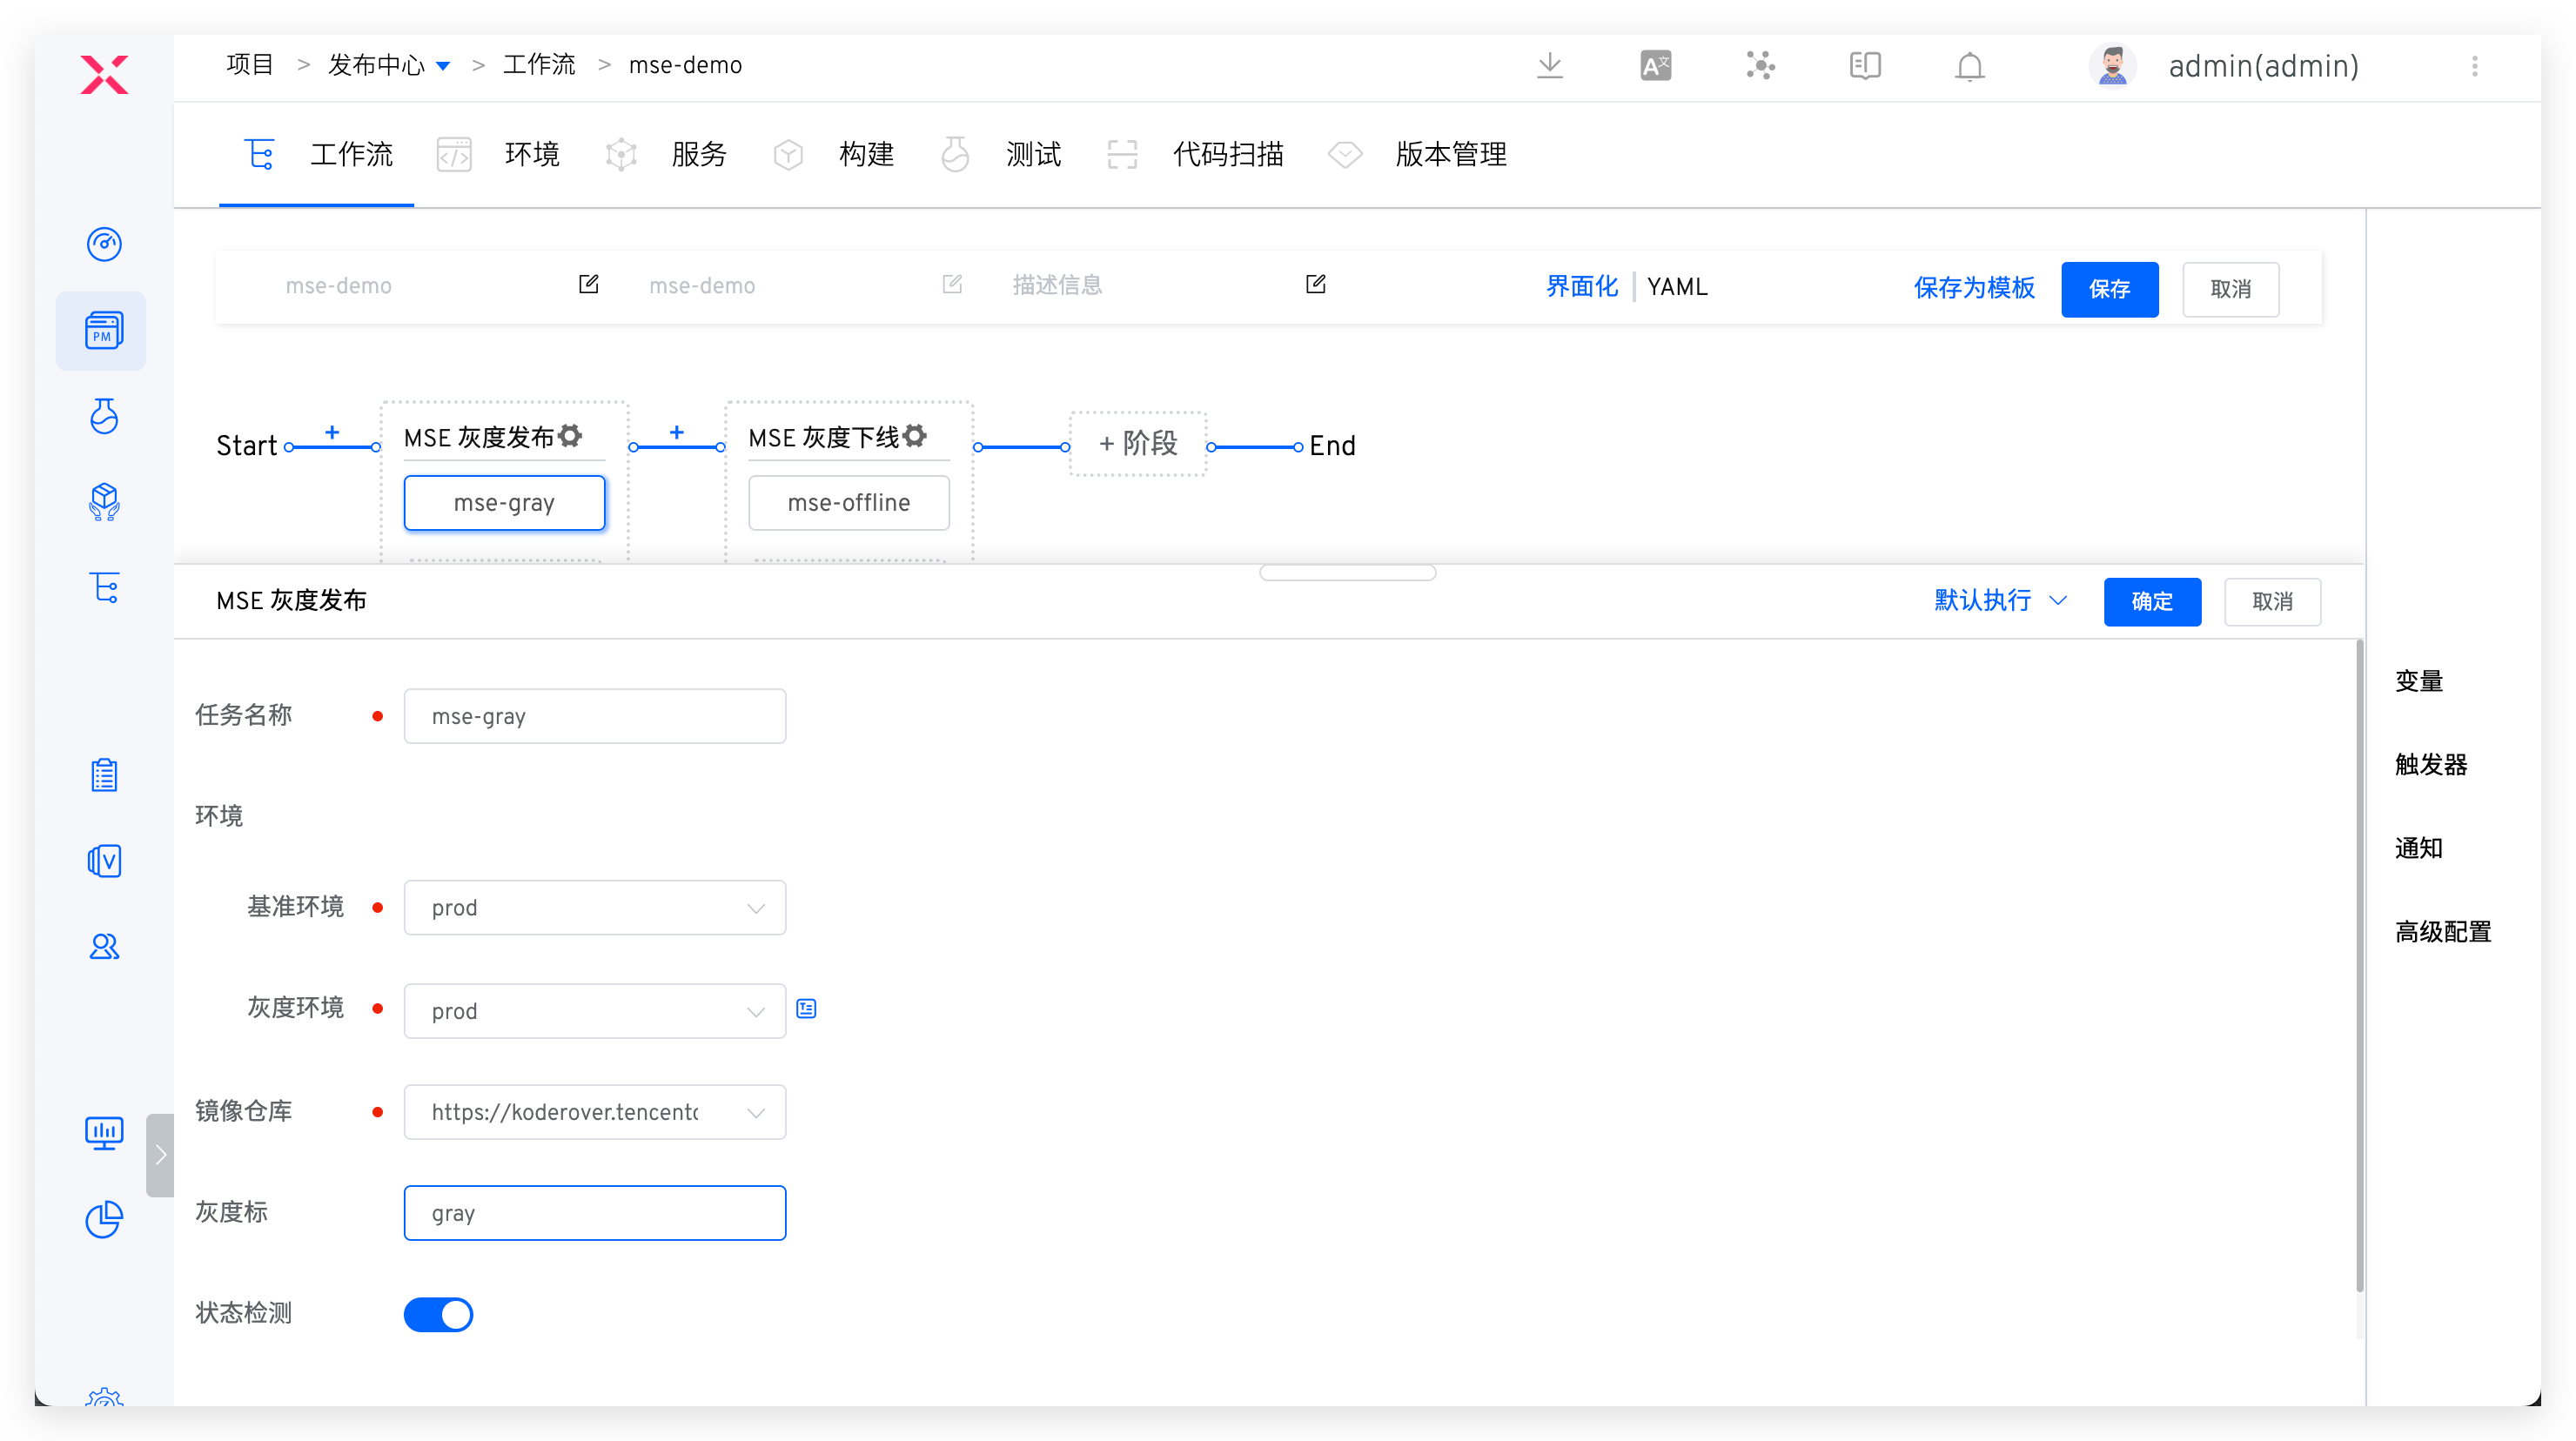 项目 > 发布中心 > 工作流 > mse-demo
admin(admin)
工作流 环境 服务 构建 测试 代码扫描 版本管理
PM
mse-demo mse-demo 描述信息 界面化 | YAML 保存为模板 保存 取消
Start + MSE 灰度发布 + MSE 灰度下线 + 阶段 End
mse-gray mse-offline
MSE 灰度发布 默认执行 确定 取消
任务名称 mse-gray
环境
基准环境 prod
灰度环境 prod
镜像仓库 https://koderover.tencentc
灰度标 gray
状态检测
变量
触发器
通知
高级配置